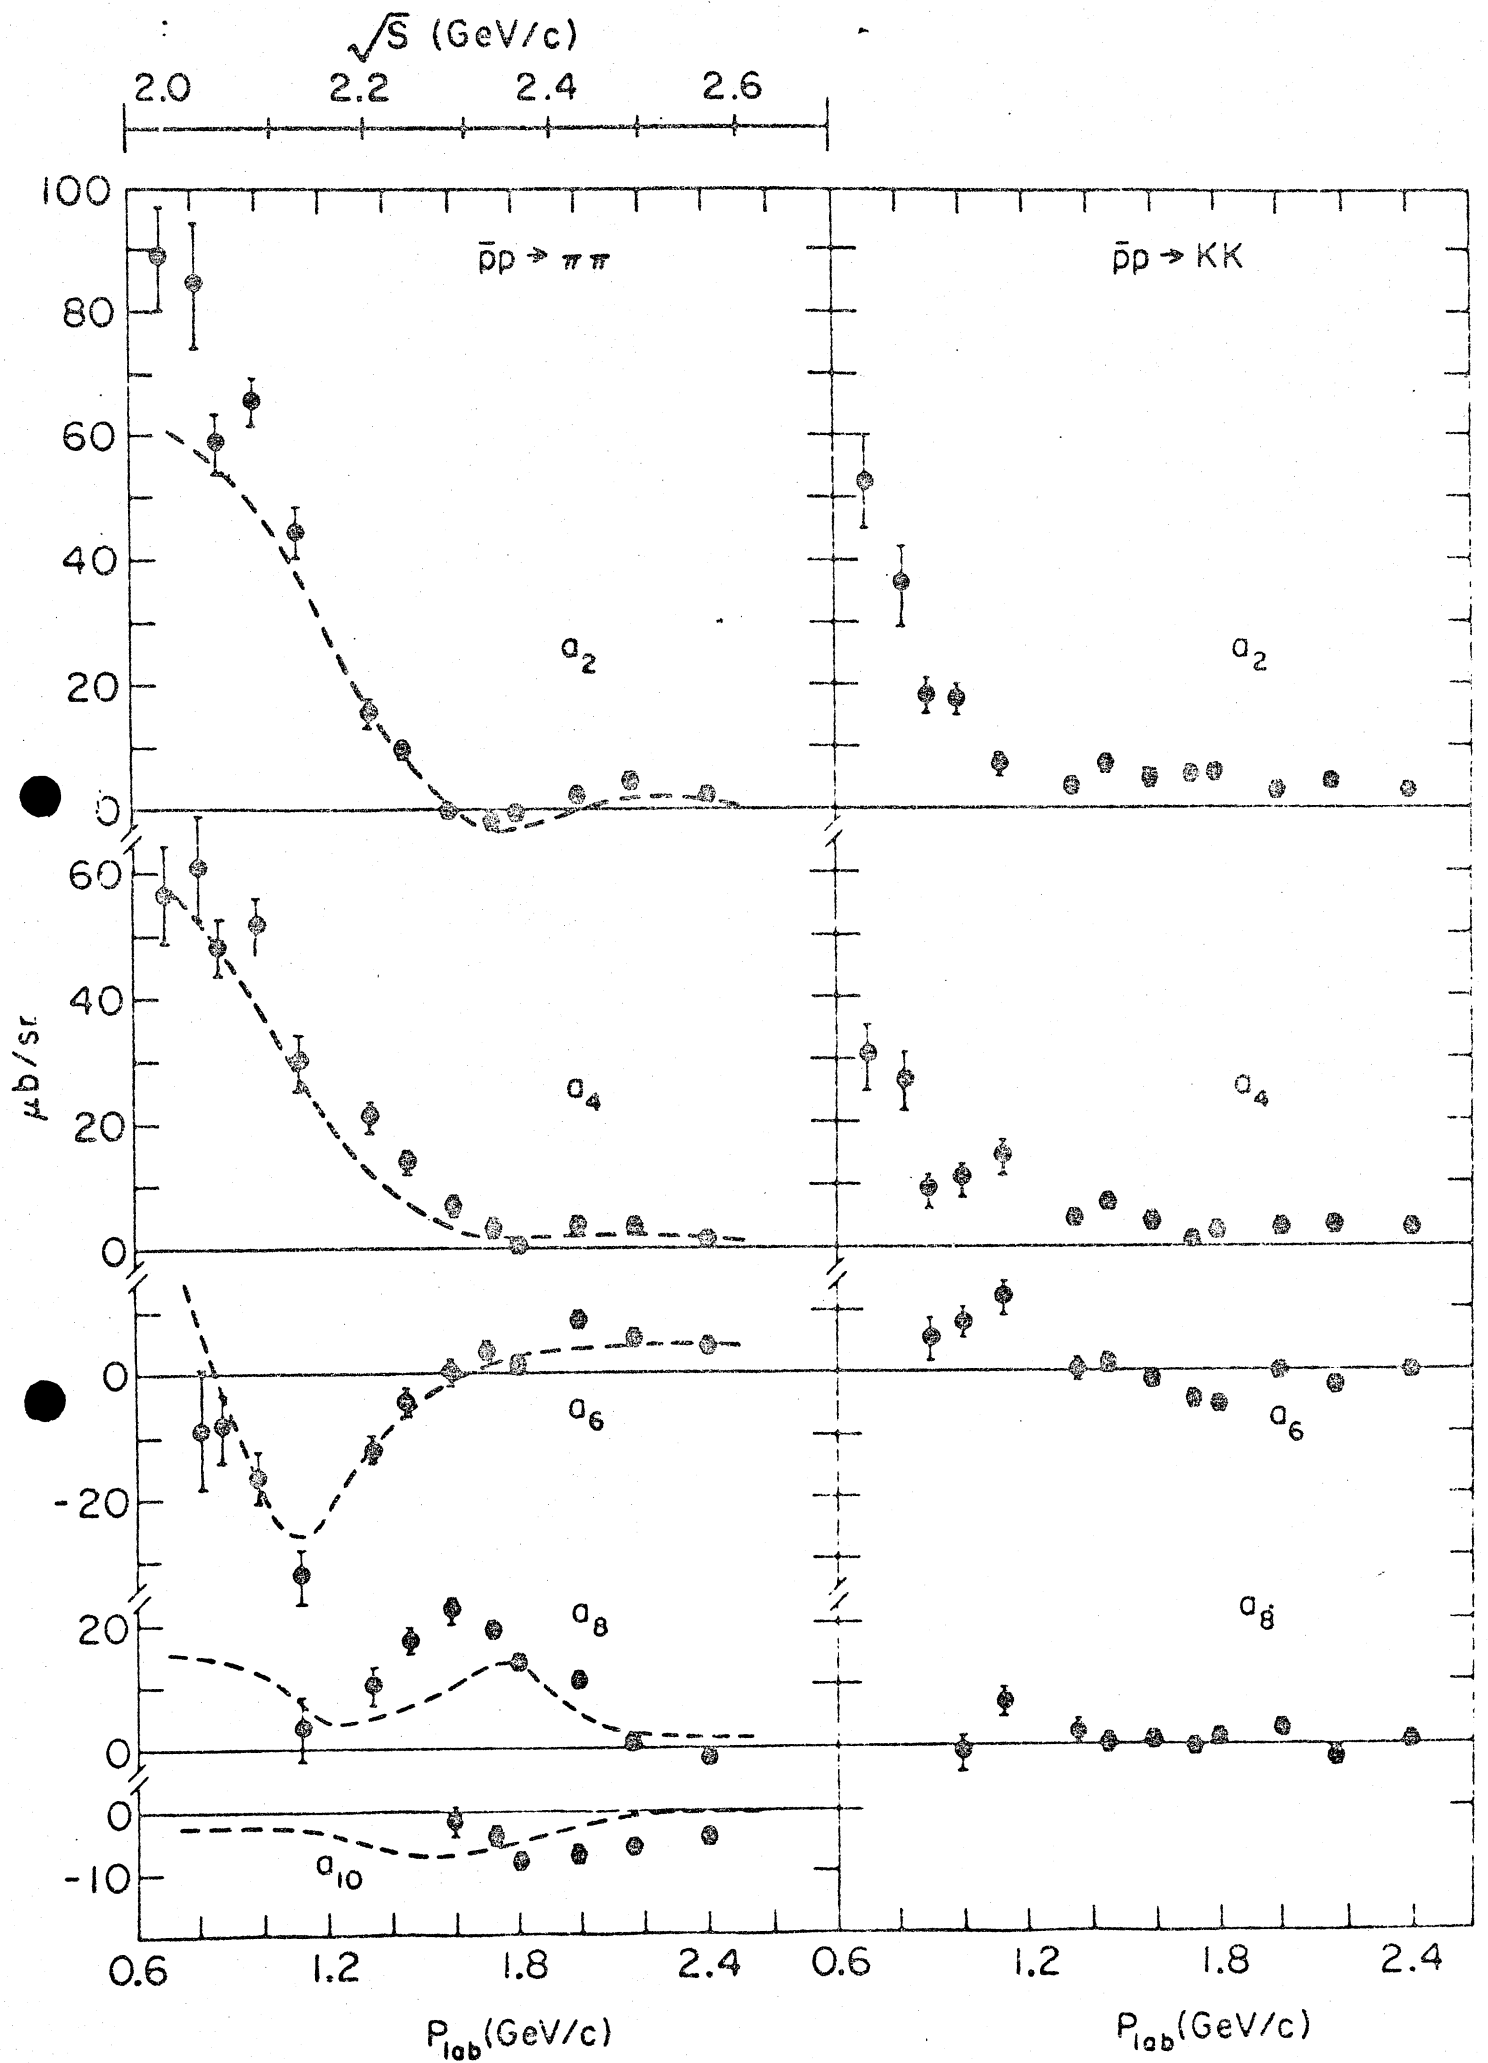 √S (GeV/c)
2.0 2.2 2.4 2.6
100
p̄p → ππ p̄p → KK
80
60
40
a₂ a₂
20
0
60
40
μb/sr
a₄ a₄
20
0
0
a₆ a₆
-20
a₈ a₈
20
0
0
a₁₀
-10
0.6 1.2 1.8 2.4 0.6 1.2 1.8 2.4
P_lab (GeV/c) P_lab (GeV/c)